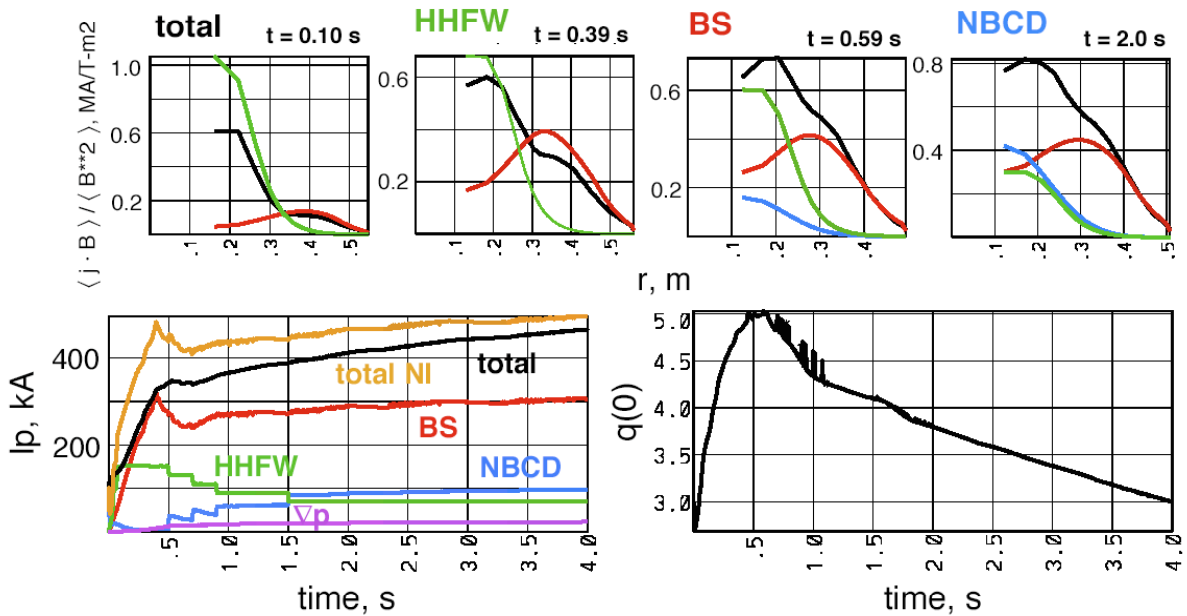 total
HHFW
BS
NBCD
t = 0.10 s
t = 0.39 s
t = 0.59 s
t = 2.0 s
⟨ j · B ⟩ / ⟨ B**2 ⟩, MA/T-m2
1.0
0.6
0.2
.1 .2 .3 .4 .5
0.6
0.2
.1 .2 .3 .4 .5
0.6
0.2
.1 .2 .3 .4
0.8
0.4
.1 .2 .3 .4 .5
r, m
Ip, kA
400
200
total NI
total
BS
HHFW
NBCD
∇p
.5 1.0 1.5 2.0 2.5 3.0 3.5 4.0
time, s
q(0)
5.0
4.5
4.0
3.5
3.0
.5 1.0 1.5 2.0 2.5 3.0 3.5 4.0
time, s